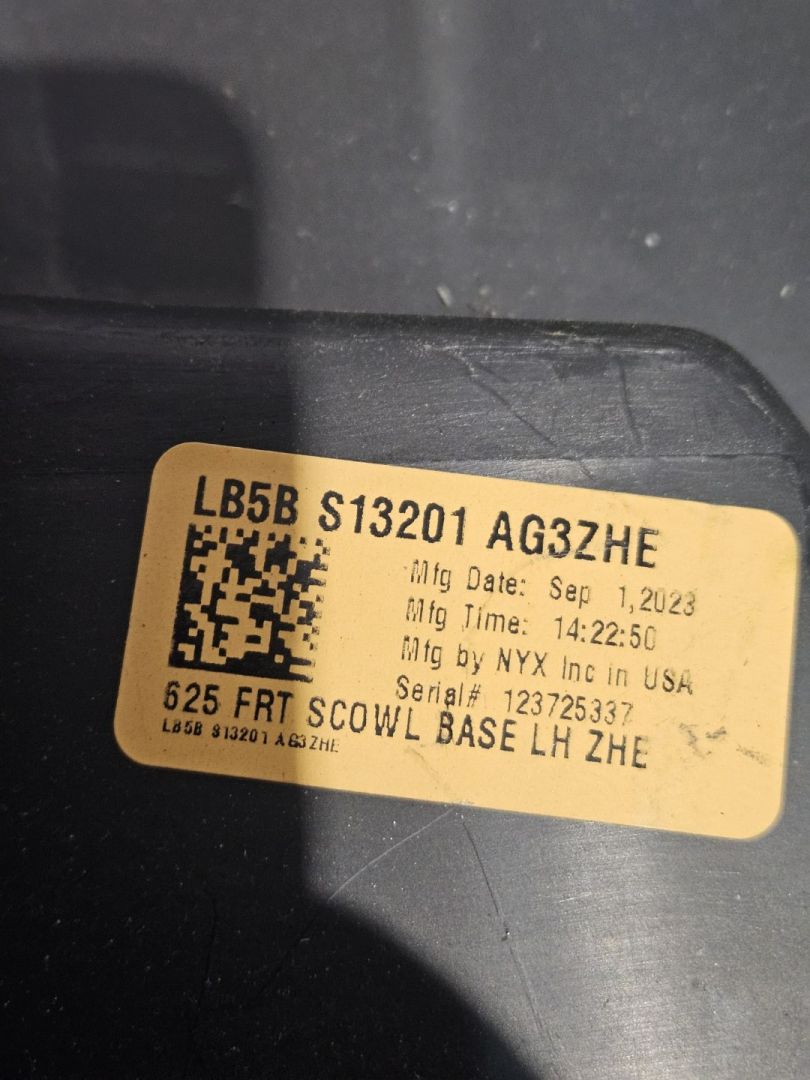 LB5B S13201 AG3ZHE
Mfg Date: Sep 1,2023
Mfg Time: 14:22:50
Mfg by NYX Inc in USA
Serial# 123725337
625 FRT SCOWL BASE LH ZHE
LB5B S13201 AG3ZHE